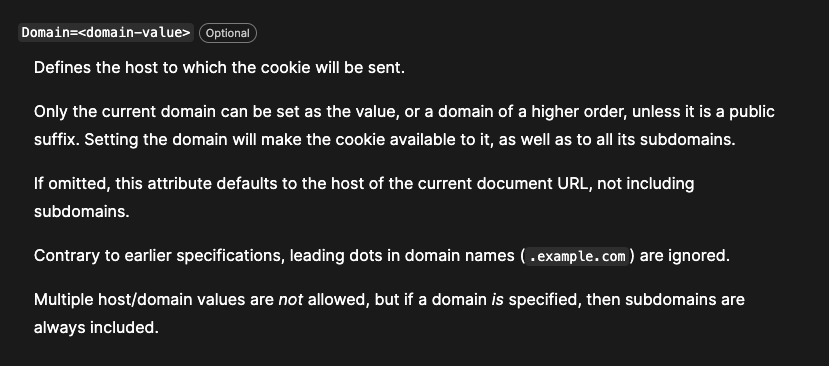 Domain=<domain-value> Optional
Defines the host to which the cookie will be sent.
Only the current domain can be set as the value, or a domain of a higher order, unless it is a public
suffix. Setting the domain will make the cookie available to it, as well as to all its subdomains.
If omitted, this attribute defaults to the host of the current document URL, not including
subdomains.
Contrary to earlier specifications, leading dots in domain names (.example.com) are ignored.
Multiple host/domain values are not allowed, but if a domain is specified, then subdomains are
always included.